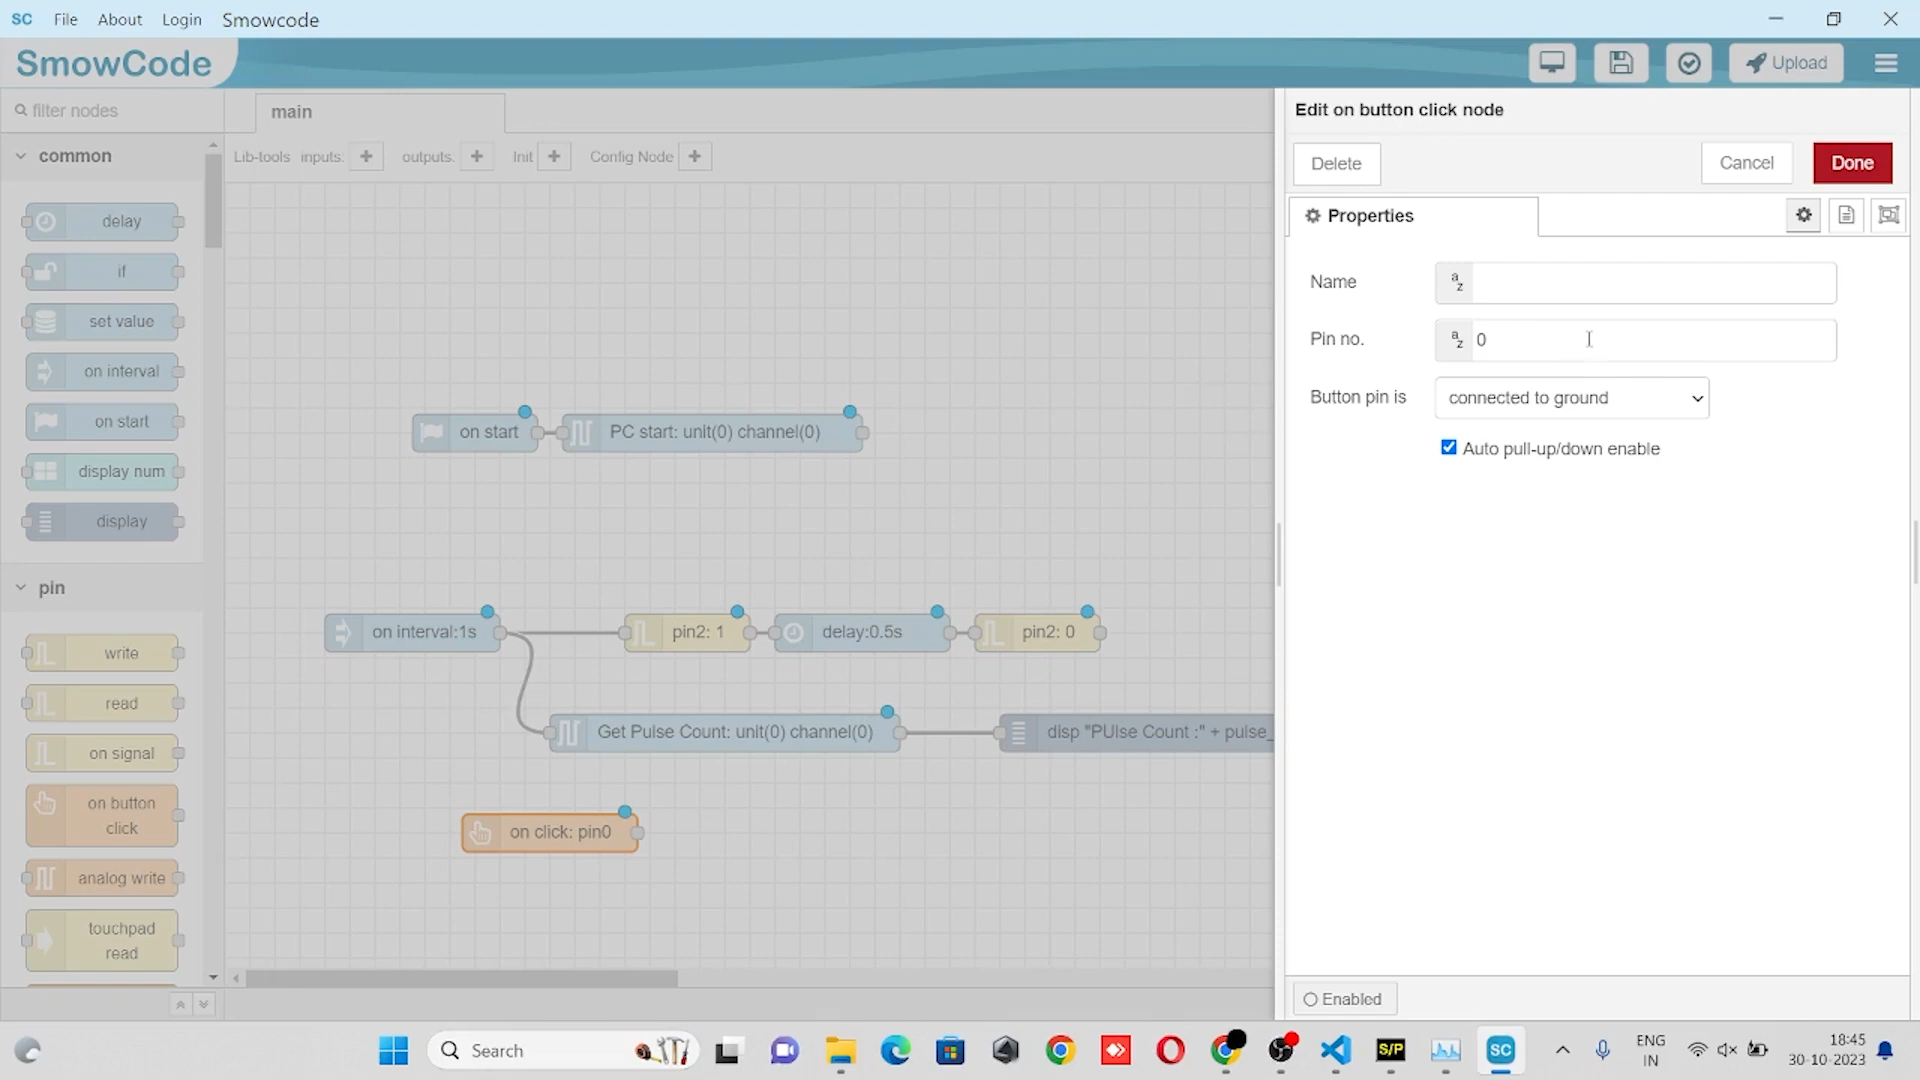 SC File About Login Smowcode
SmowCode
Upload
filter nodes
main
Lib-tools inputs: + outputs: + Init + Config Node +
common
delay
if
set value
on interval
on start
display num
display
pin
write
read
on signal
on button
click
analog write
touchpad
read
on start
PC start: unit(0) channel(0)
on interval:1s
pin2: 1
delay:0.5s
pin2: 0
Get Pulse Count: unit(0) channel(0)
disp "PUlse Count :" + pulse_
on click: pin0
Edit on button click node
Delete
Cancel
Done
Properties
Name
a z
Pin no.
a z 0
Button pin is
connected to ground
Auto pull-up/down enable
Enabled
Search
S/P
SC
ENG
IN
18:45
30-10-2023